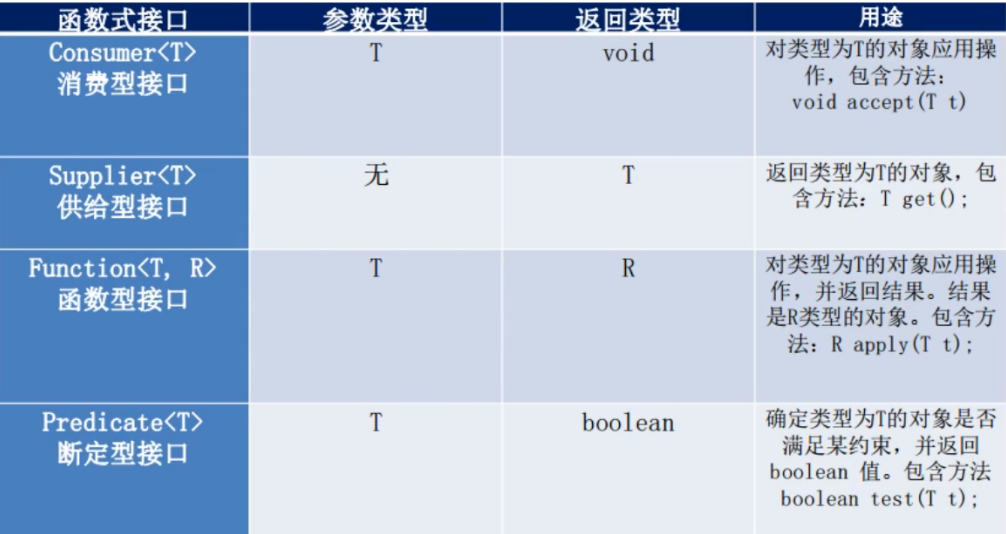 函数式接口 参数类型 返回类型 用途
Consumer<T>
消费型接口
T
void
对类型为T的对象应用操
作，包含方法：
void accept(T t)
Supplier<T>
供给型接口
无
T
返回类型为T的对象，包
含方法：T get();
Function<T, R>
函数型接口
T
R
对类型为T的对象应用操
作，并返回结果。结果
是R类型的对象。包含方
法：R apply(T t);
Predicate<T>
断定型接口
T
boolean
确定类型为T的对象是否
满足某约束，并返回
boolean 值。包含方法
boolean test(T t);